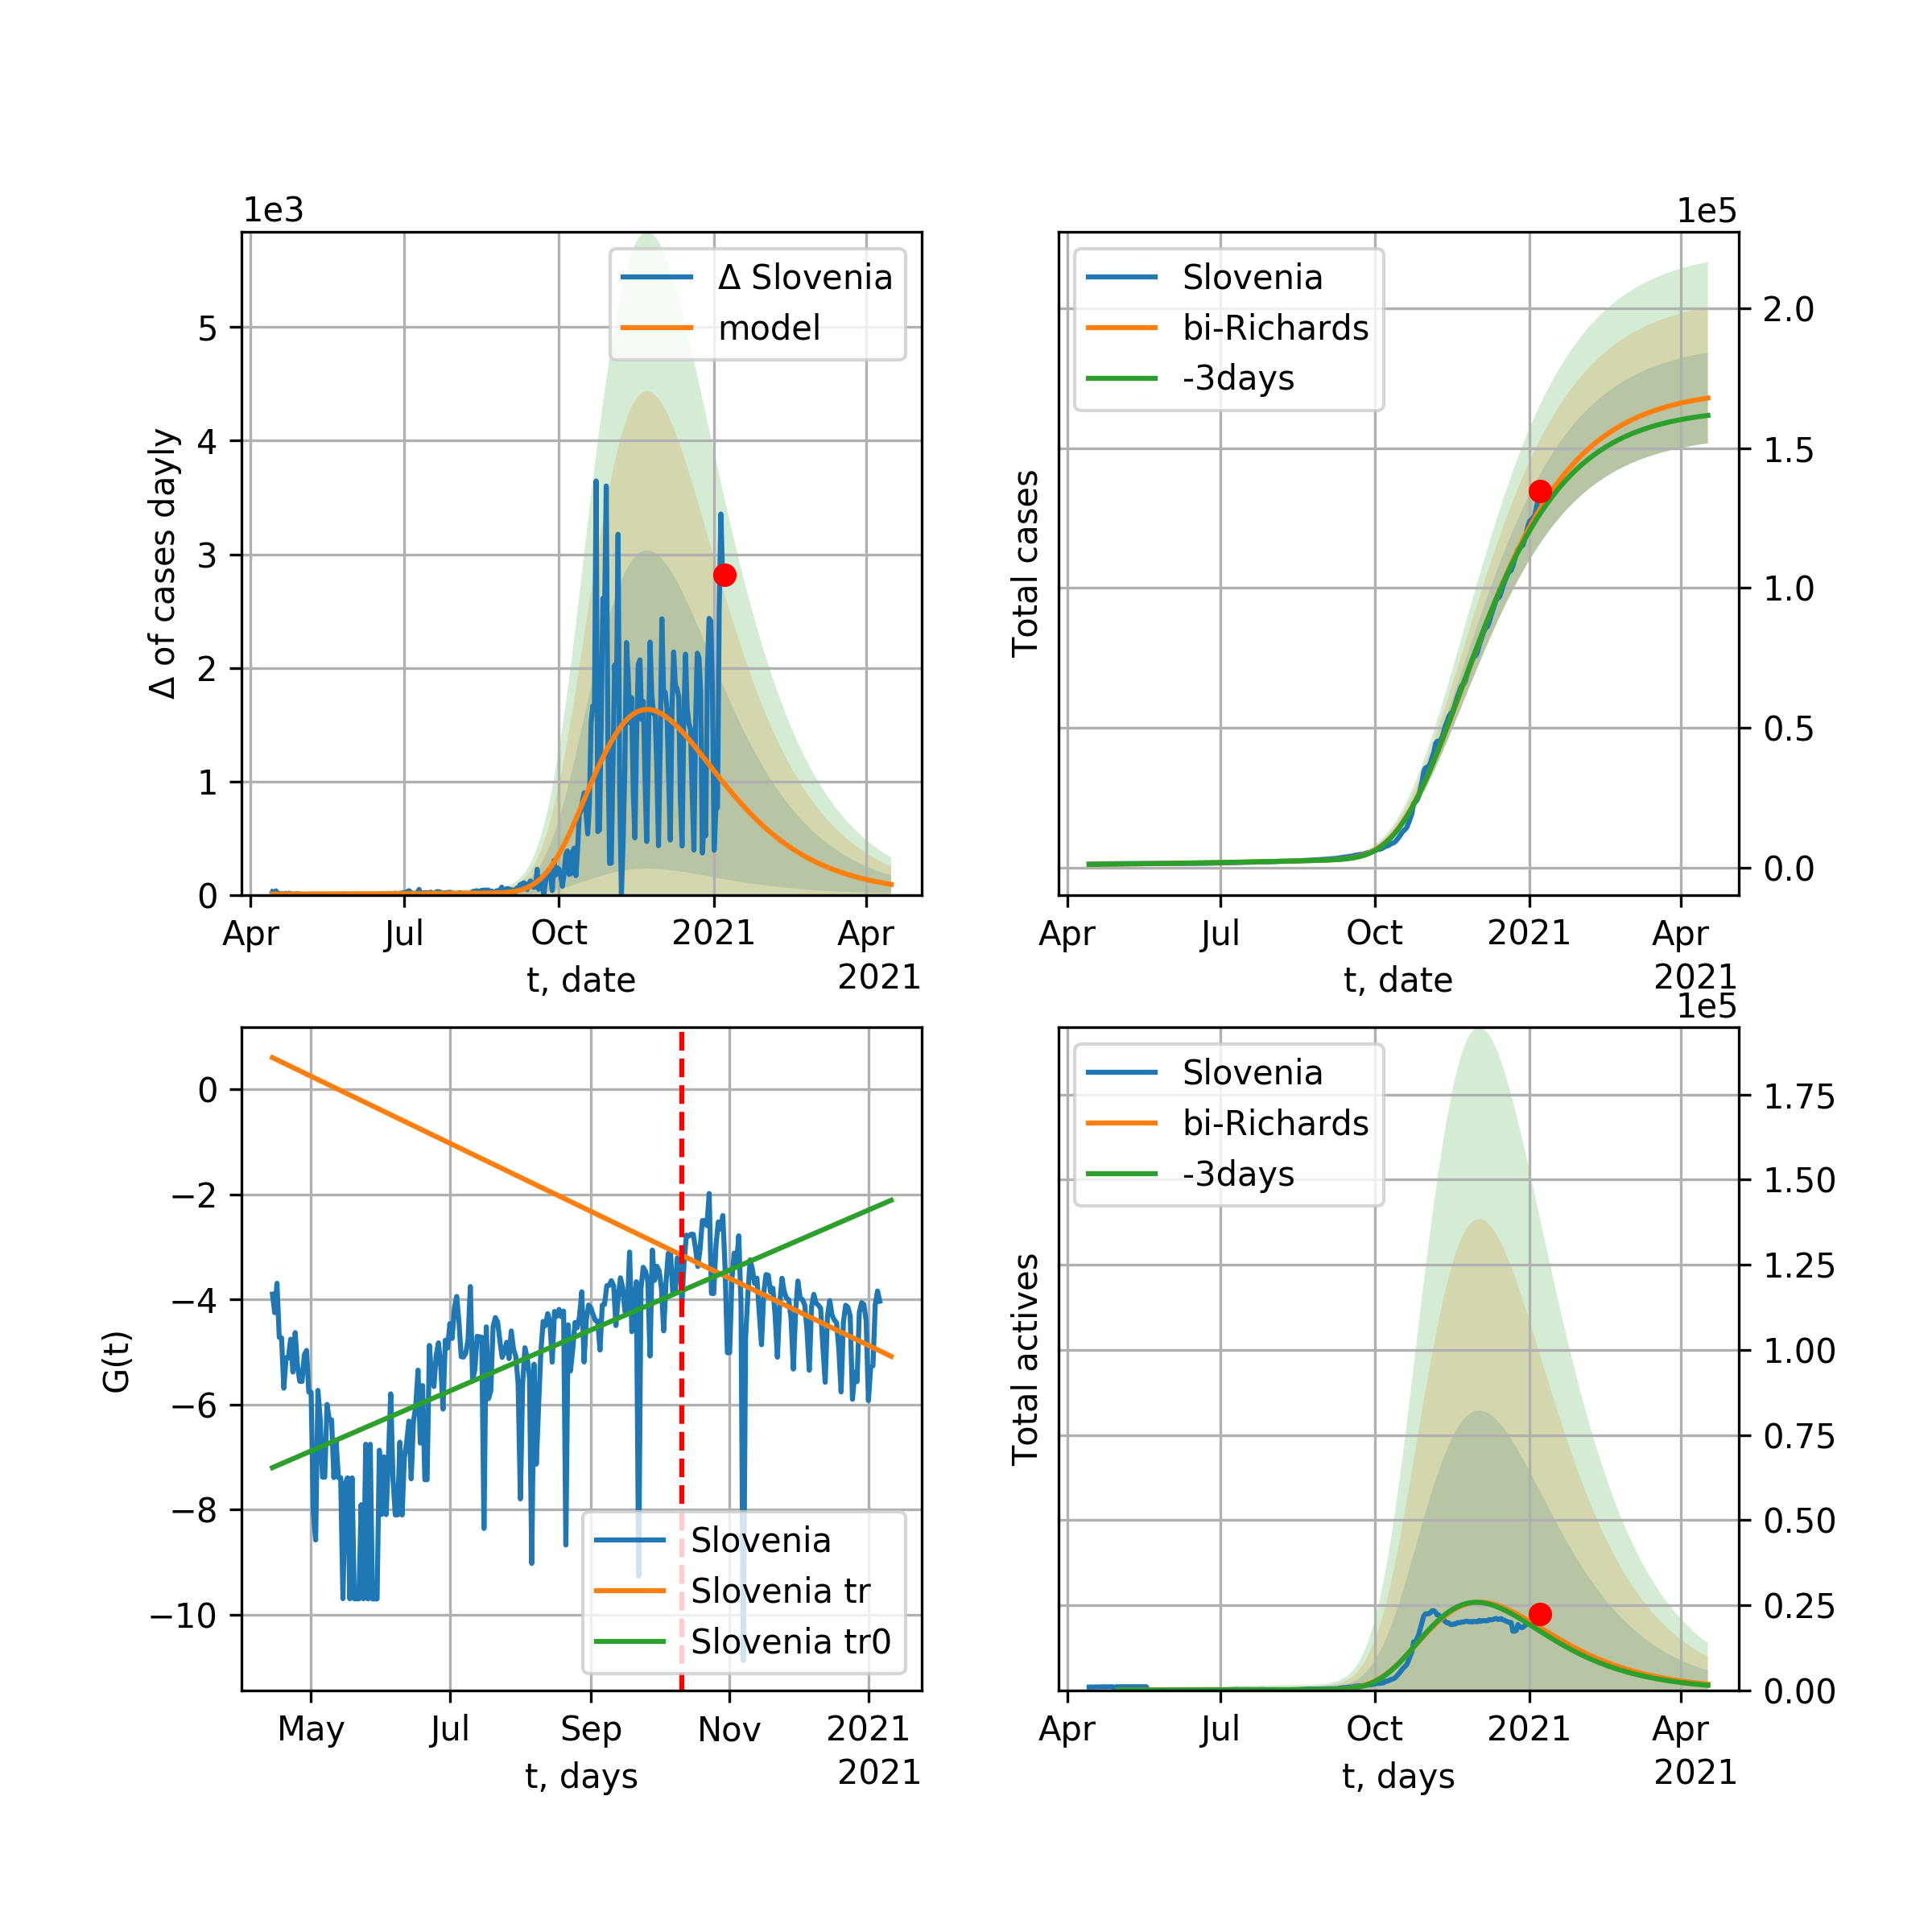 1e3
Δ of cases dayly
5
4
3
2
1
0
Δ Slovenia
model
Apr
Jul
Oct
2021
Apr
2021
t, date
1e5
Total cases
Slovenia
bi-Richards
-3days
2.0
1.5
1.0
0.5
0.0
Apr
Jul
Oct
2021
Apr
2021
t, date
G(t)
0
−2
−4
−6
−8
−10
Slovenia
Slovenia tr
Slovenia tr0
May
Jul
Sep
Nov
2021
2021
t, days
1e5
Total actives
Slovenia
bi-Richards
-3days
1.75
1.50
1.25
1.00
0.75
0.50
0.25
0.00
Apr
Jul
Oct
2021
Apr
2021
t, days